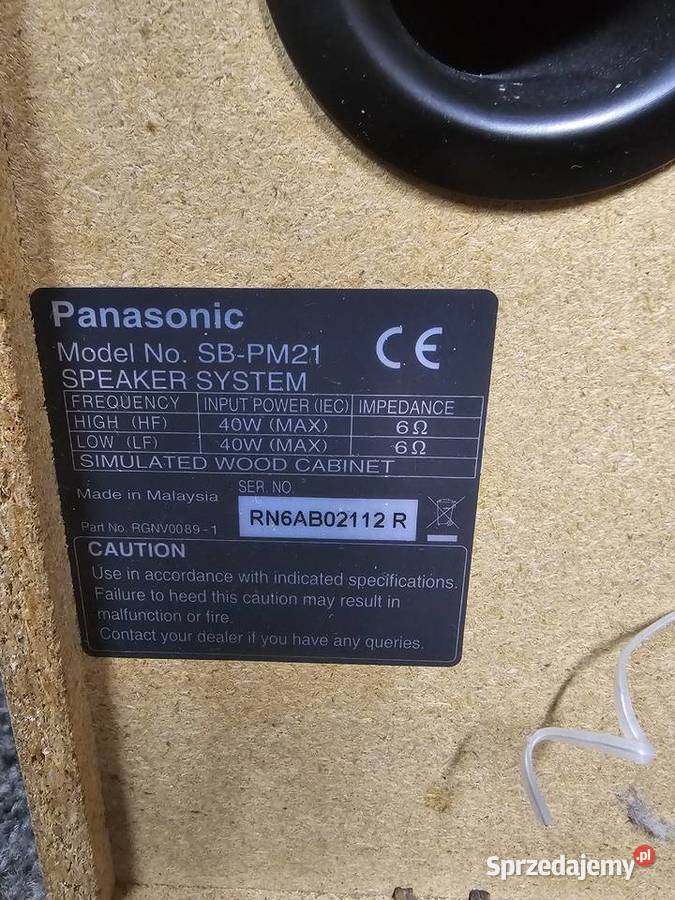 Panasonic
Model No. SB-PM21
CE
SPEAKER SYSTEM
FREQUENCY INPUT POWER (IEC) IMPEDANCE
HIGH (HF) 40W (MAX) 6Ω
LOW (LF) 40W (MAX) 6Ω
SIMULATED WOOD CABINET
Made in Malaysia
SER. NO.
Part No. RGNV0089-1
RN6AB02112 R
CAUTION
Use in accordance with indicated specifications.
Failure to heed this caution may result in
malfunction or fire.
Contact your dealer if you have any queries.
Sprzedajemy.pl